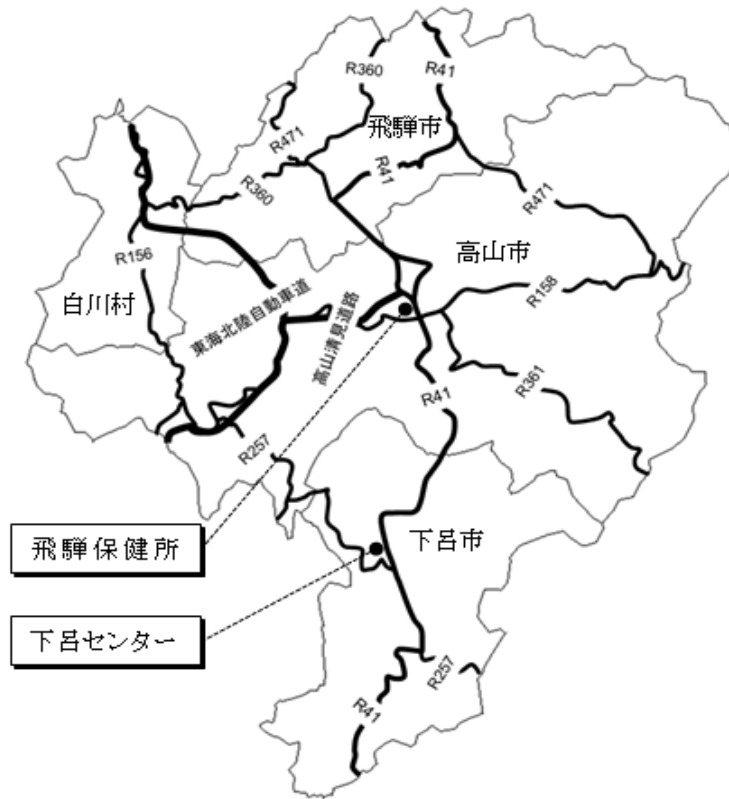 R360
R41
飛騨市
R471
R41
R360
R471
高山市
R156
R158
白川村
東海北陸自動車道
高山清見道路
R361
R41
R257
飛騨保健所
下呂市
下呂センター
R257
R41